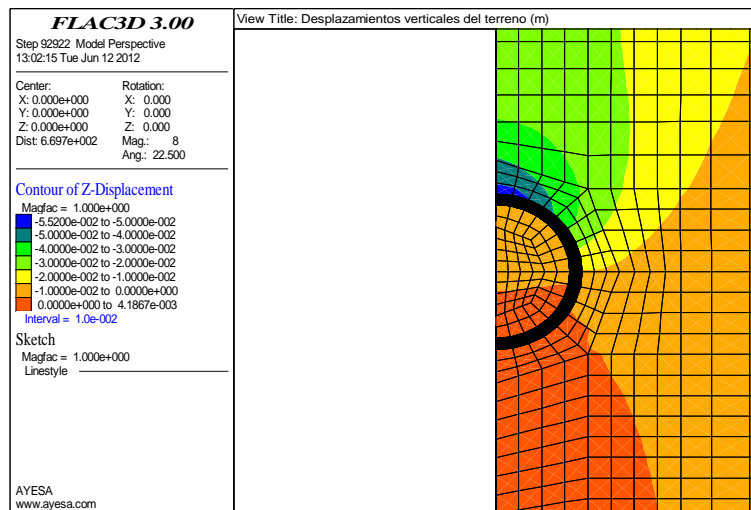 FLAC3D 3.00
Step 92922 Model Perspective
13:02:15 Tue Jun 12 2012
Center:
X: 0.000e+000
Y: 0.000e+000
Z: 0.000e+000
Dist: 6.697e+002
Rotation:
X: 0.000
Y: 0.000
Z: 0.000
Mag.: 8
Ang.: 22.500
Contour of Z-Displacement
Magfac = 1.000e+000
-5.5200e-002 to -5.0000e-002
-5.0000e-002 to -4.0000e-002
-4.0000e-002 to -3.0000e-002
-3.0000e-002 to -2.0000e-002
-2.0000e-002 to -1.0000e-002
-1.0000e-002 to 0.0000e+000
0.0000e+000 to 4.1867e-003
Interval = 1.0e-002
Sketch
Magfac = 1.000e+000
Linestyle
AYESA
www.ayesa.com
View Title: Desplazamientos verticales del terreno (m)